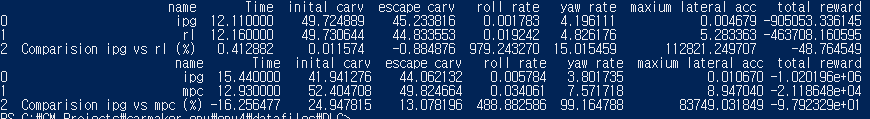 name Time inital carv escape carv roll rate yaw rate maxium lateral acc total reward
0 ipg 12.110000 49.724889 45.233816 0.001783 4.196111 0.004679 -905053.336145
1 rl 12.160000 49.730644 44.833553 0.019242 4.826176 5.283363 -463708.160595
2 Comparision ipg vs rl (%) 0.412882 0.011574 -0.884876 979.243270 15.015459 112821.249707 -48.764549
name Time inital carv escape carv roll rate yaw rate maxium lateral acc total reward
0 ipg 15.440000 41.941276 44.062132 0.005784 3.801735 0.010670 -1.020196e+06
1 mpc 12.930000 52.404708 49.824664 0.034061 7.571718 8.947040 -2.118648e+04
2 Comparision ipg vs mpc (%) -16.256477 24.947815 13.078196 488.882586 99.164788 83749.031849 -9.792329e+01